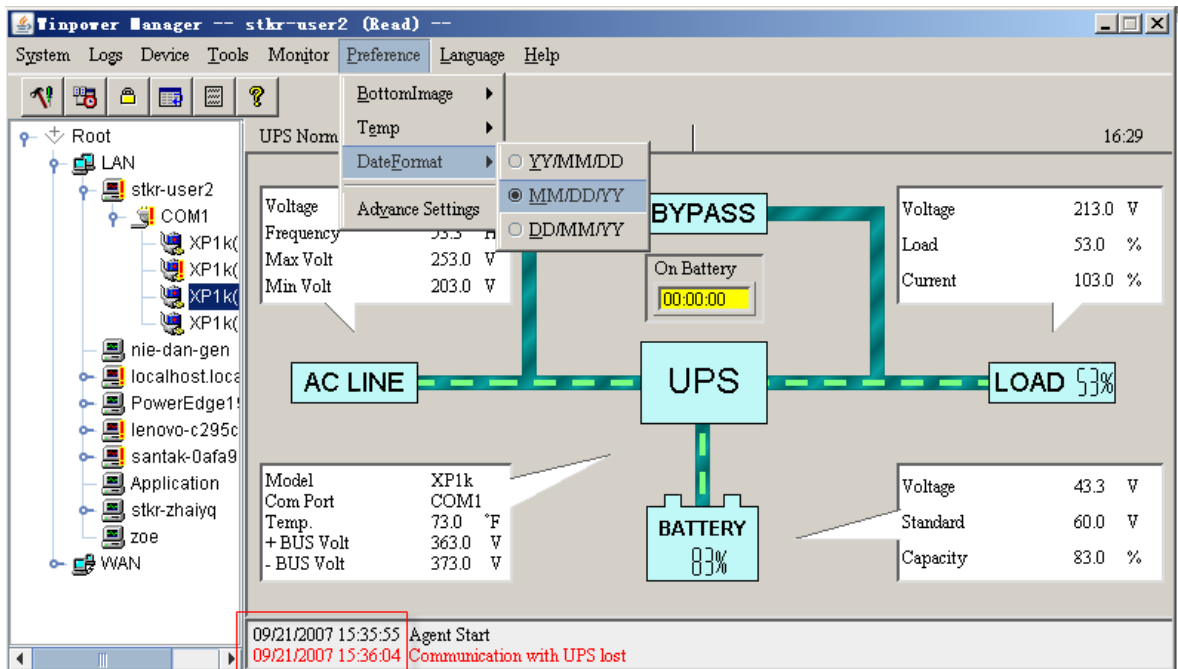 Winpower Manager -- stkr-user2 (Read) --
System Logs Device Tools Monitor Preference Language Help
BottomImage
Temp
DateFormat
Advance Settings
YY/MM/DD
MM/DD/YY
DD/MM/YY
Root
LAN
stkr-user2
COM1
XP1k(
XP1k(
XP1k(
XP1k(
nie-dan-gen
localhost.loca
PowerEdge19
lenovo-c295c
santak-0afa9
Application
stkr-zhaiyq
zoe
WAN
UPS Norm
16:29
Voltage
Frequency
Max Volt 253.0 V
Min Volt 203.0 V
BYPASS
On Battery
00:00:00
Voltage 213.0 V
Load 53.0 %
Current 103.0 %
AC LINE
UPS
LOAD 53%
Model XP1k
Com Port COM1
Temp. 73.0 °F
+ BUS Volt 363.0 V
- BUS Volt 373.0 V
BATTERY
83%
Voltage 43.3 V
Standard 60.0 V
Capacity 83.0 %
09/21/2007 15:35:55 Agent Start
09/21/2007 15:36:04 Communication with UPS lost